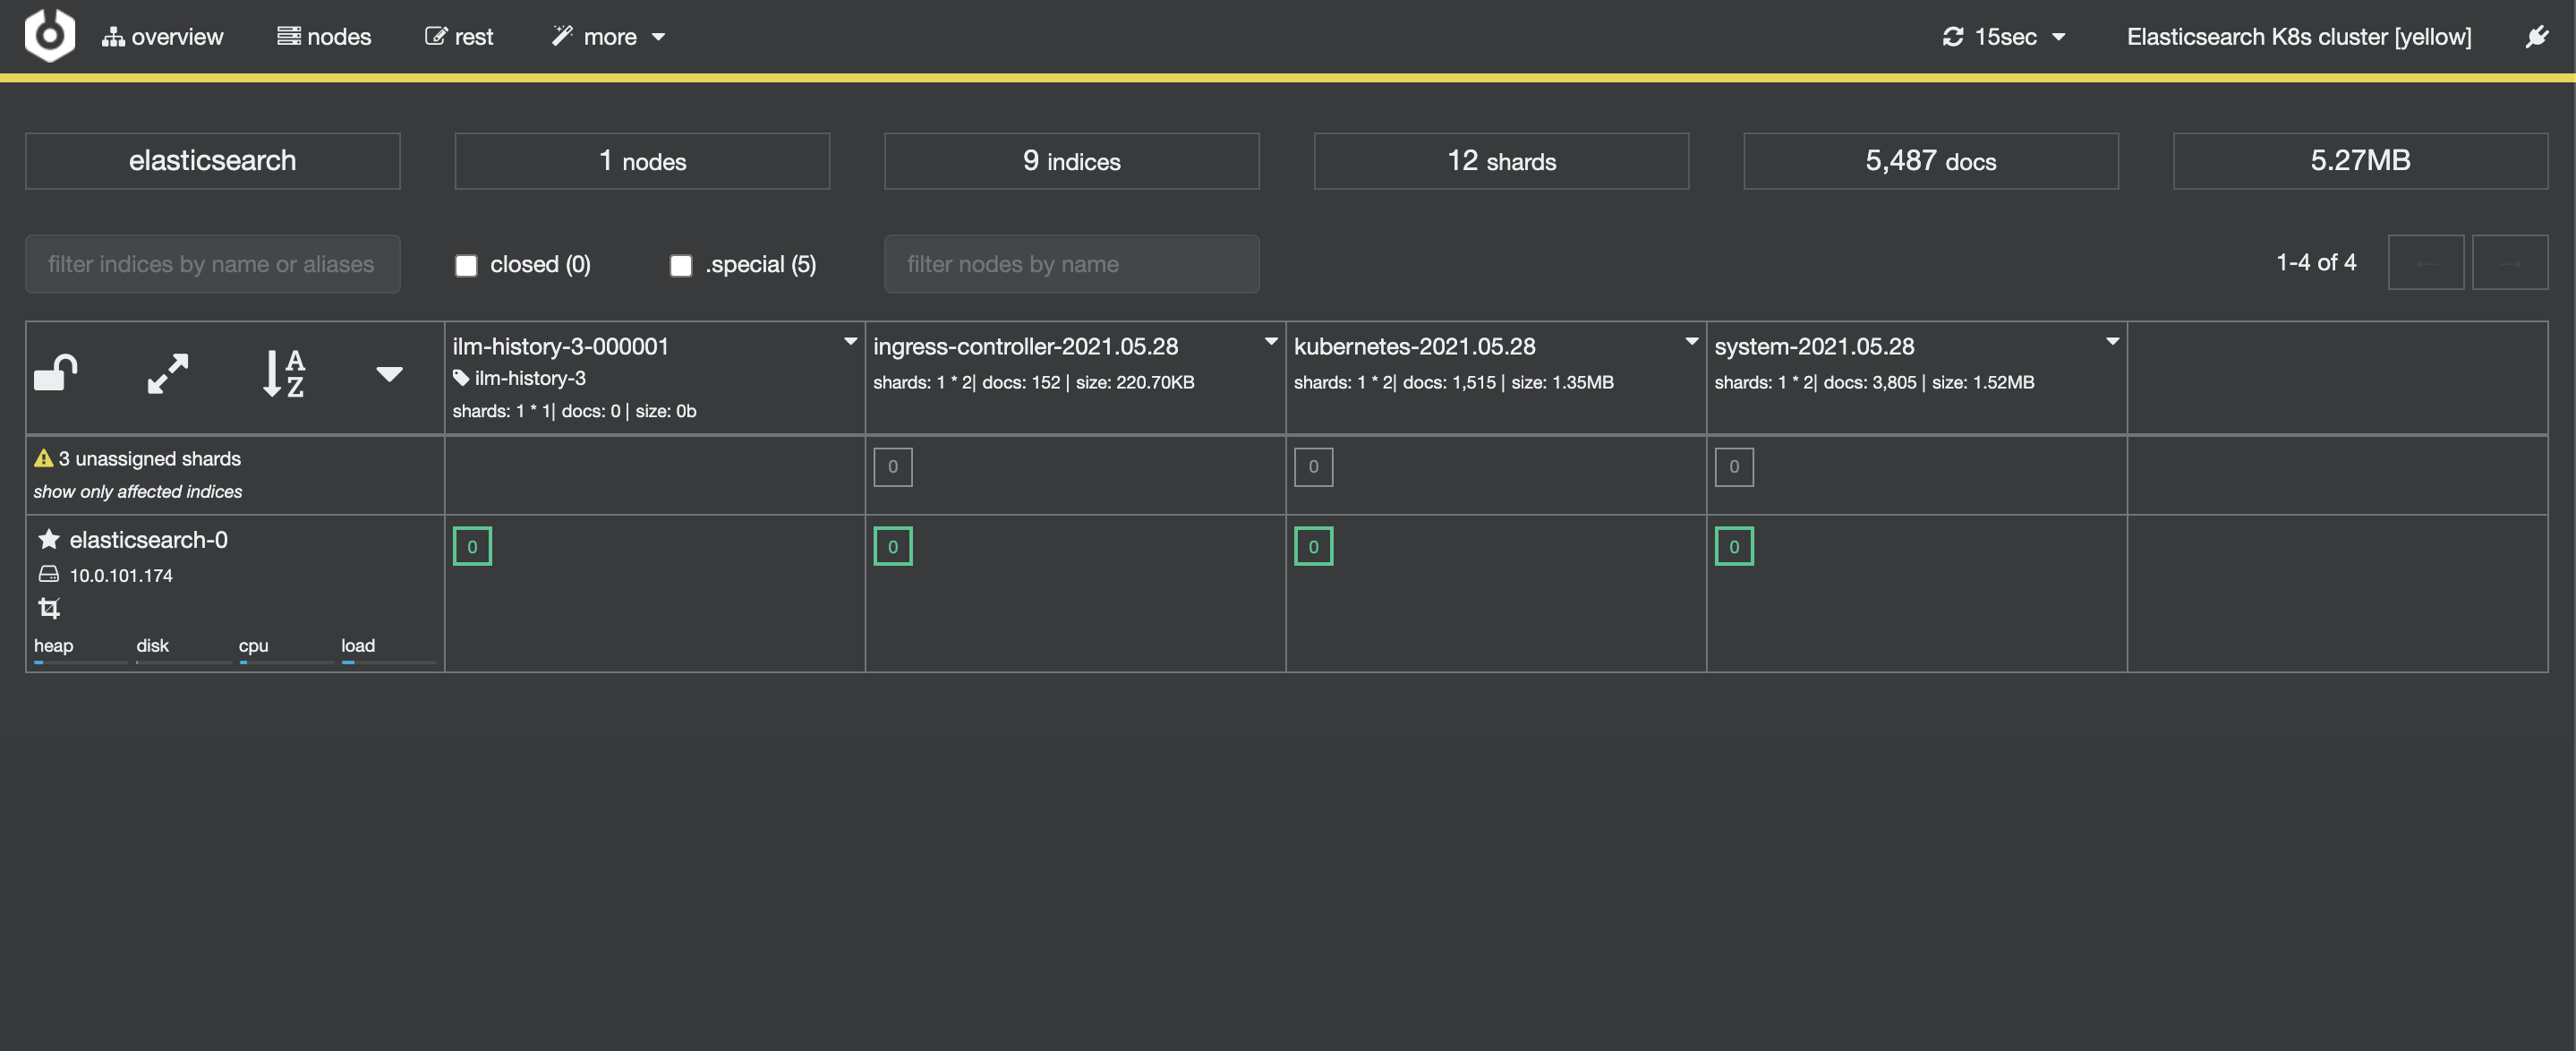 overview nodes rest more 15sec Elasticsearch K8s cluster [yellow]
elasticsearch 1 nodes 9 indices 12 shards 5,487 docs 5.27MB
filter indices by name or aliases closed (0) .special (5) filter nodes by name 1-4 of 4 ← →
A
Z
ilm-history-3-000001
ilm-history-3
shards: 1 * 1| docs: 0 | size: 0b
ingress-controller-2021.05.28
shards: 1 * 2| docs: 152 | size: 220.70KB
kubernetes-2021.05.28
shards: 1 * 2| docs: 1,515 | size: 1.35MB
system-2021.05.28
shards: 1 * 2| docs: 3,805 | size: 1.52MB
3 unassigned shards
show only affected indices
0 0 0
elasticsearch-0
10.0.101.174
heap disk cpu load
0 0 0 0